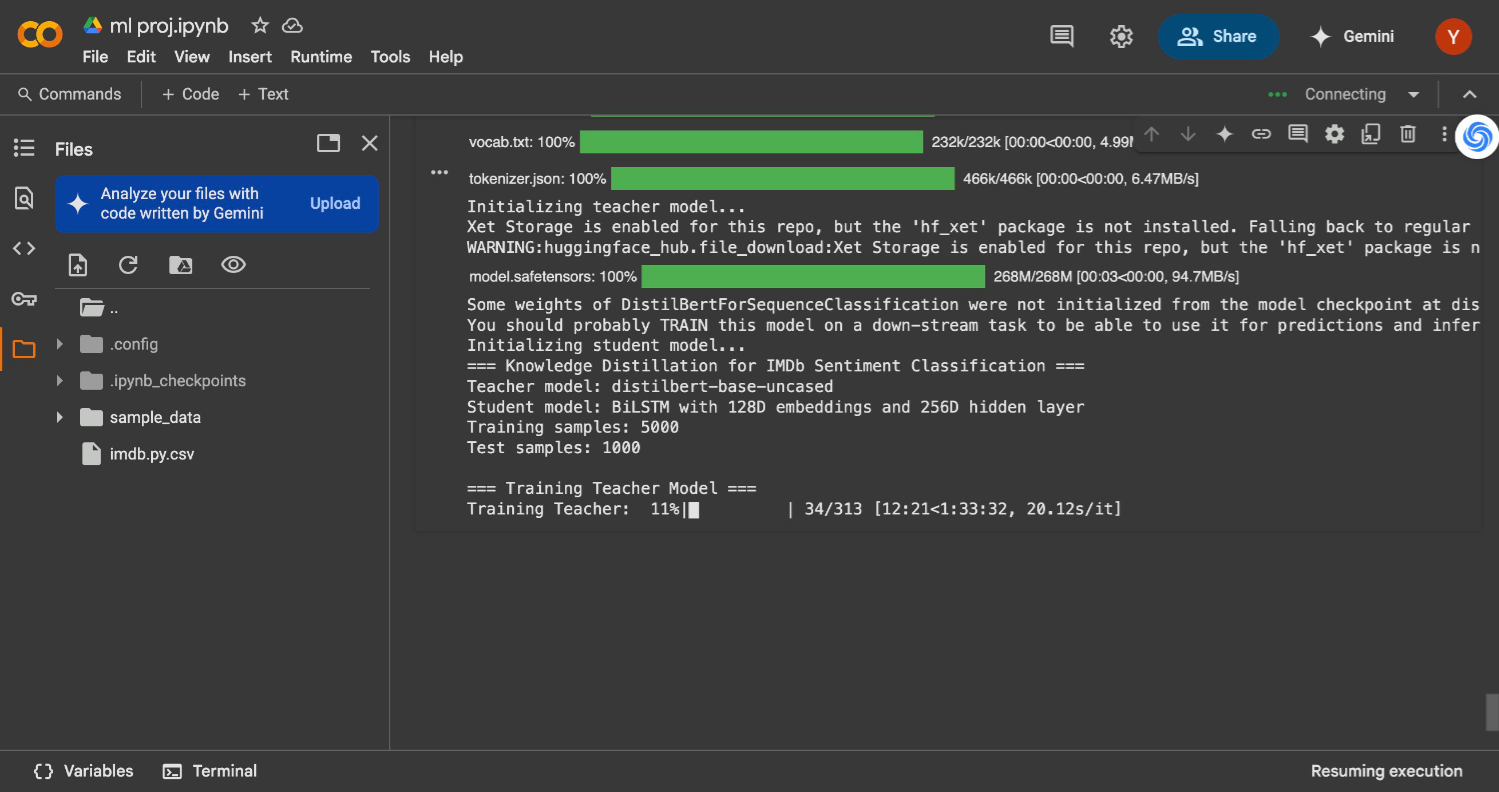 ml proj.ipynb
File Edit View Insert Runtime Tools Help
Share
Gemini
Y
Commands
+ Code + Text
Connecting
Files
Analyze your files with
code written by Gemini
Upload
..
.config
.ipynb_checkpoints
sample_data
imdb.py.csv
vocab.txt: 100% 232k/232k [00:00<00:00, 4.99M
tokenizer.json: 100% 466k/466k [00:00<00:00, 6.47MB/s]
Initializing teacher model...
Xet Storage is enabled for this repo, but the 'hf_xet' package is not installed. Falling back to regular
WARNING:huggingface_hub.file_download:Xet Storage is enabled for this repo, but the 'hf_xet' package is n
model.safetensors: 100% 268M/268M [00:03<00:00, 94.7MB/s]
Some weights of DistilBertForSequenceClassification were not initialized from the model checkpoint at dis
You should probably TRAIN this model on a down-stream task to be able to use it for predictions and infer
Initializing student model...
=== Knowledge Distillation for IMDb Sentiment Classification ===
Teacher model: distilbert-base-uncased
Student model: BiLSTM with 128D embeddings and 256D hidden layer
Training samples: 5000
Test samples: 1000
=== Training Teacher Model ===
Training Teacher: 11%| | 34/313 [12:21<1:33:32, 20.12s/it]
Variables
Terminal
Resuming execution